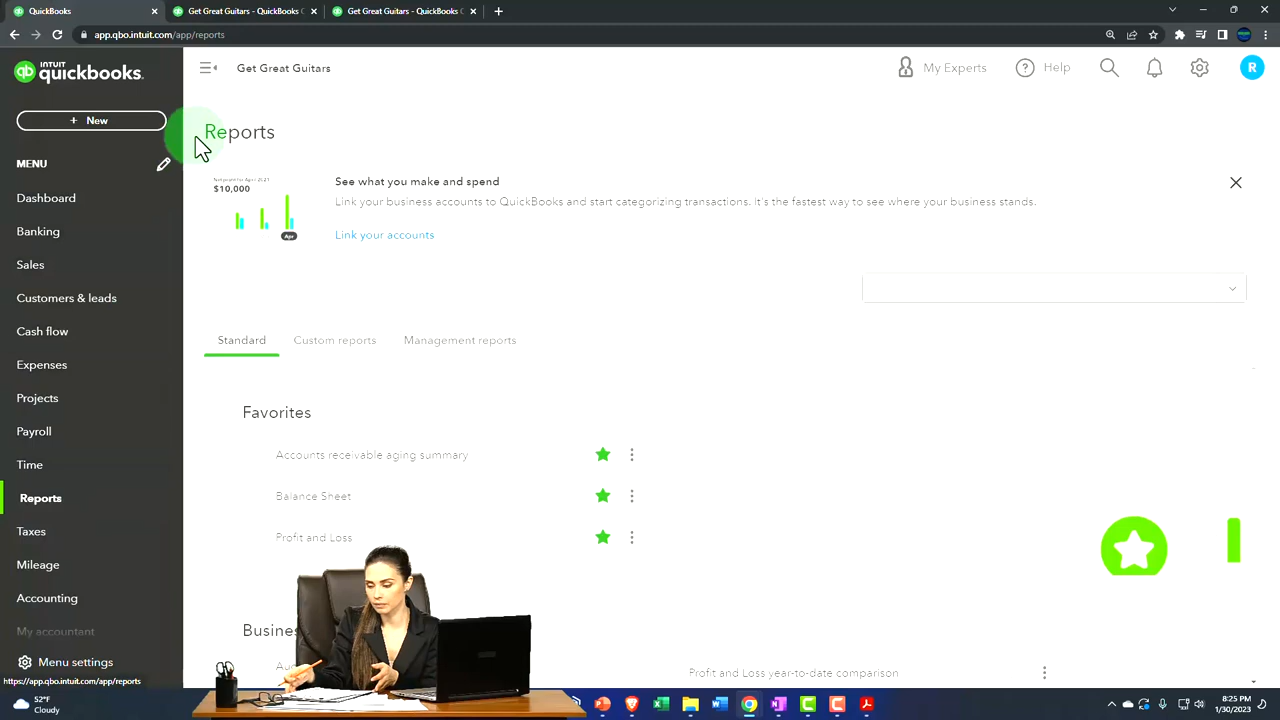 QuickBooks
Get Great Guitars - QuickBooks C
Get Great Guitars - QuickBooks C
app.qbo.intuit.com/app/reports
INTUIT
quickbooks.
Get Great Guitars
My Experts
Help
R
+ New
MENU
Dashboard
Banking
Sales
Customers & leads
Cash flow
Expenses
Projects
Payroll
Time
Reports
Taxes
Mileage
Accounting
My accountant
Menu settings
Reports
$10,000
Apr
See what you make and spend
Link your business accounts to QuickBooks and start categorizing transactions. It's the fastest way to see where your business stands.
Link your accounts
Standard
Custom reports
Management reports
Favorites
Accounts receivable aging summary
Balance Sheet
Profit and Loss
Profit and Loss year-to-date comparison
https://app.qbo.intuit.com/app/reports
52°F
Cloudy
8:25 PM
1/30/2023